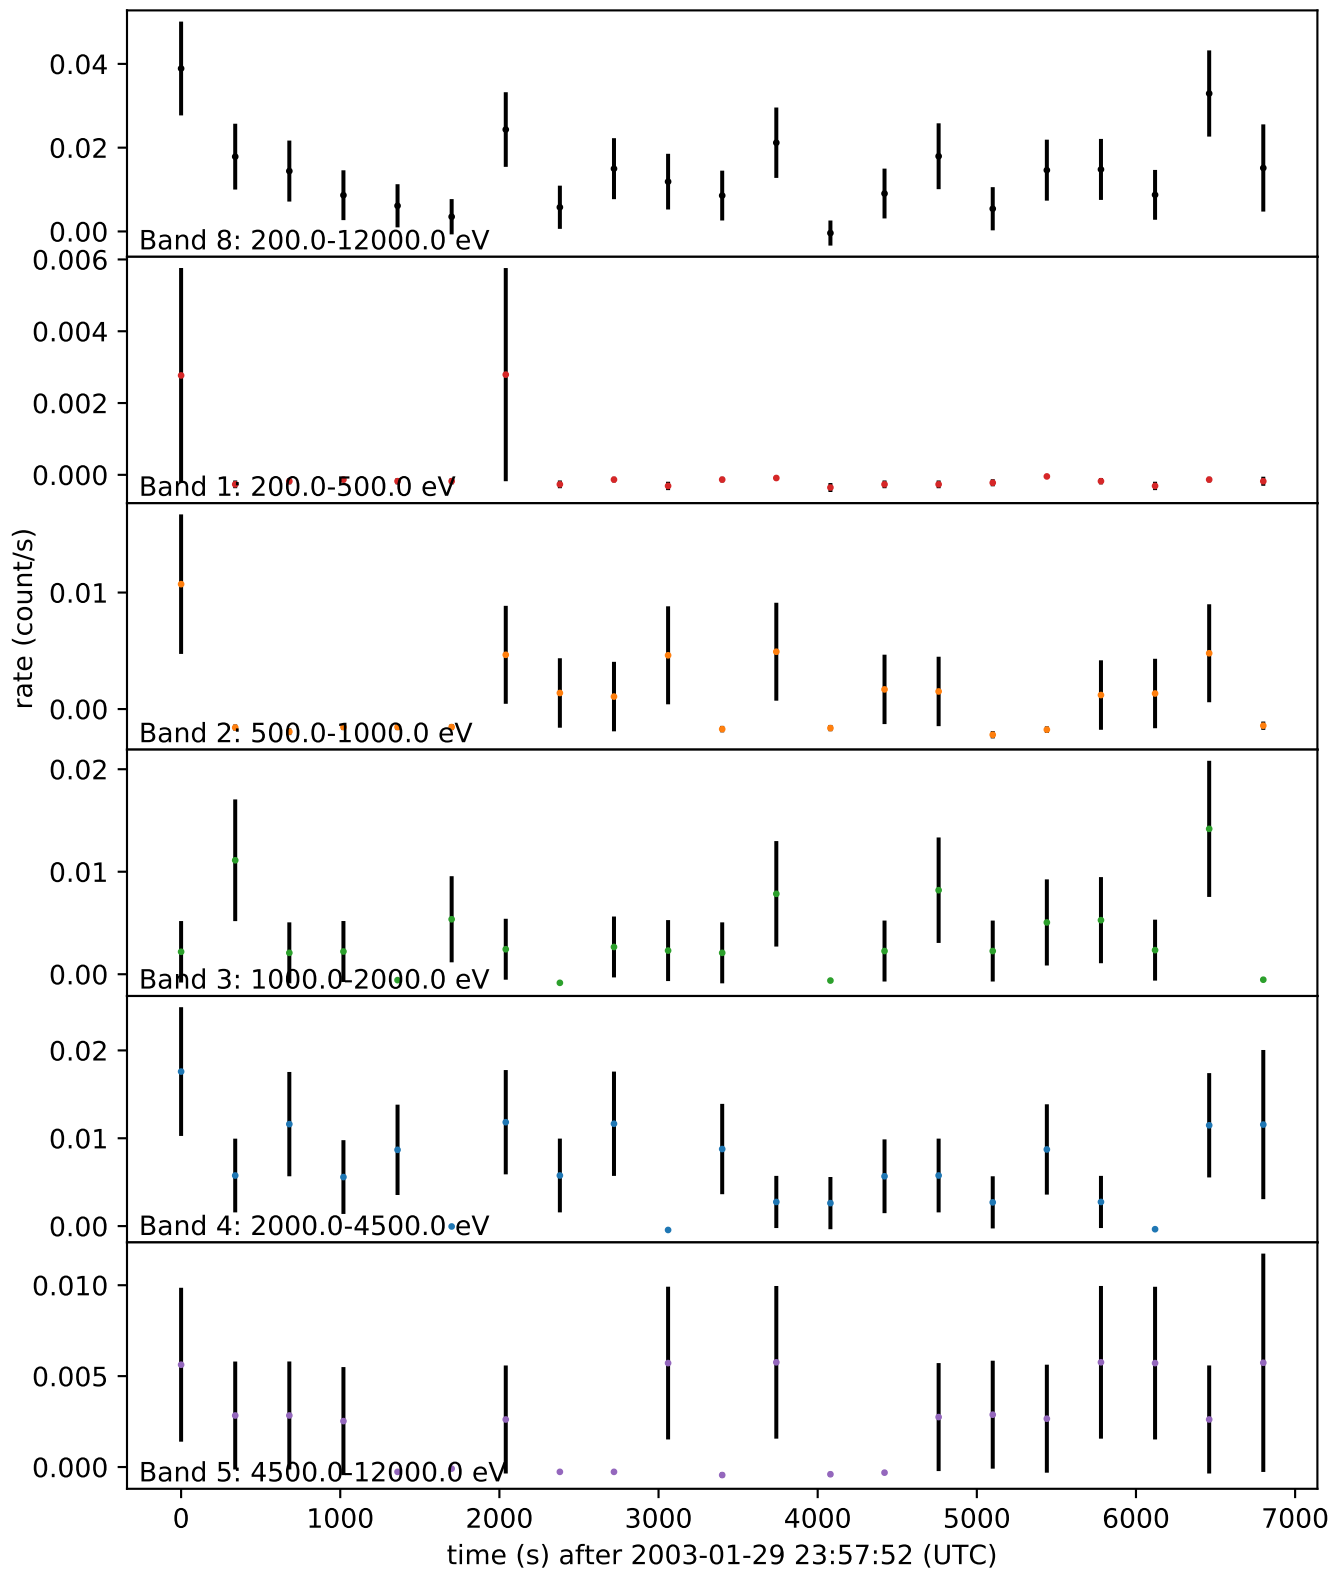 0.04
0.02
0.00
Band 8: 200.0-12000.0 eV
0.006
0.004
0.002
0.000
Band 1: 200.0-500.0 eV
rate (count/s)
0.01
0.00
Band 2: 500.0-1000.0 eV
0.02
0.01
0.00
Band 3: 1000.0-2000.0 eV
0.02
0.01
0.00
Band 4: 2000.0-4500.0 eV
0.010
0.005
0.000
Band 5: 4500.0-12000.0 eV
0 1000 2000 3000 4000 5000 6000 7000
time (s) after 2003-01-29 23:57:52 (UTC)